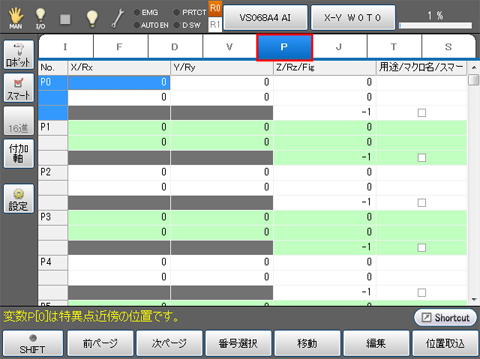 MAN I/O EMG PRTCT R0 VS068A4 AI X-Y W0T0 1 %
AUTO EN D SW R1
I F D V P J T S
No. X/Rx Y/Ry Z/Rz/Fig 用途/マクロ名/スマー
P0 0 0 0
0 0 0
-1
P1 0 0 0
0 0 0
-1
P2 0 0 0
0 0 0
-1
P3 0 0 0
0 0 0
-1
P4 0 0 0
0 0 0
-1
ロボット
スマート
16進
付加
軸
設定
変数P[0]は特異点近傍の位置です。
Shortcut
SHIFT 前ページ 次ページ 番号選択 移動 編集 位置取込